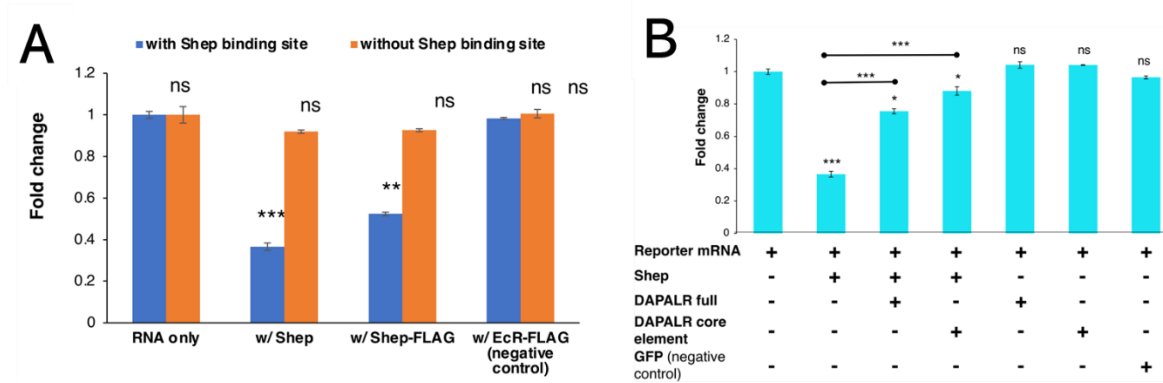 A
with Shep binding site
without Shep binding site
Fold change
1.2
1
0.8
0.6
0.4
0.2
0
ns
***
ns
**
ns
ns
ns
RNA only
w/ Shep
w/ Shep-FLAG
w/ EcR-FLAG
(negative
control)
B
Fold change
1.2
1
0.8
0.6
0.4
0.2
0
***
***
***
*
*
ns
ns
ns
Reporter mRNA + + + + + + +
Shep - + + + - - -
DAPALR full - - + - + - -
DAPALR core
element - - - + - + -
GFP (negative
control) - - - - - - +